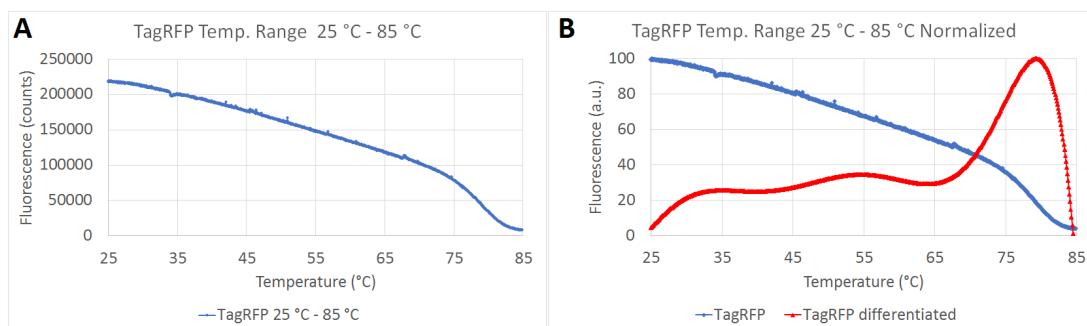 A
TagRFP Temp. Range 25 °C - 85 °C
Fluorescence (counts)
250000
200000
150000
100000
50000
0
25 35 45 55 65 75 85
Temperature (°C)
TagRFP 25 °C - 85 °C
B
TagRFP Temp. Range 25 °C - 85 °C Normalized
Fluorescence (a.u.)
100
80
60
40
20
0
25 35 45 55 65 75 85
Temperature (°C)
TagRFP TagRFP differentiated